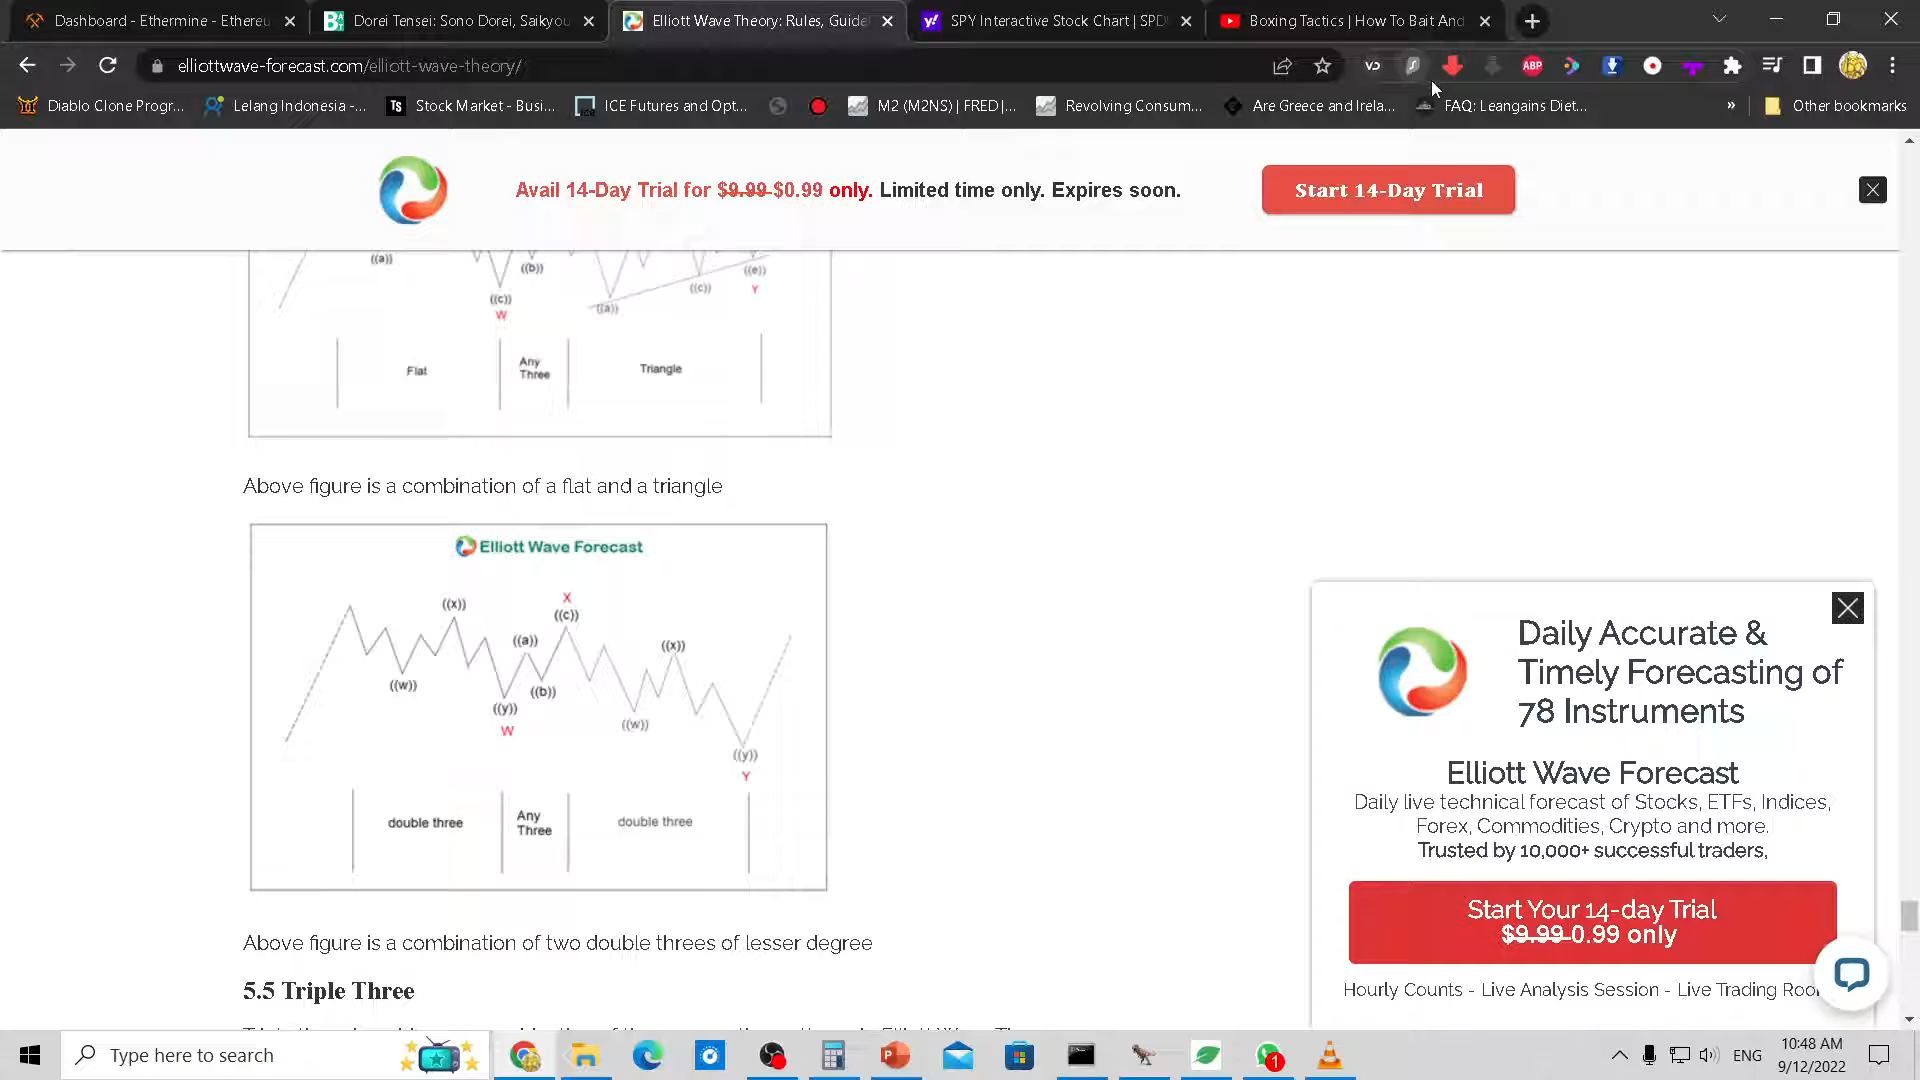 Dashboard - Ethermine - Ethereu
Dorei Tensei: Sono Dorei, Saikyou
Elliott Wave Theory: Rules, Guide
SPY Interactive Stock Chart | SPD
Boxing Tactics | How To Bait And
elliottwave-forecast.com/elliott-wave-theory/
ABP
Diablo Clone Progr...
Lelang Indonesia -...
Ts Stock Market - Busi...
ICE Futures and Opt...
M2 (M2NS) | FRED |...
Revolving Consum...
Are Greece and Irela...
FAQ: Leangains Diet...
»
Other bookmarks
Avail 14-Day Trial for $9.99 $0.99 only. Limited time only. Expires soon.
Start 14-Day Trial
((a))
((b))
((c))
W
((a))
((c))
((e))
Y
Flat
Any
Three
Triangle
Above figure is a combination of a flat and a triangle
Elliott Wave Forecast
((x))
X
((c))
((a))
((x))
((w))
((b))
((y))
W
((w))
((y))
Y
double three
Any
Three
double three
Above figure is a combination of two double threes of lesser degree
5.5 Triple Three
Daily Accurate &
Timely Forecasting of
78 Instruments
Elliott Wave Forecast
Daily live technical forecast of Stocks, ETFs, Indices,
Forex, Commodities, Crypto and more.
Trusted by 10,000+ successful traders,
Start Your 14-day Trial
$9.99 0.99 only
Hourly Counts - Live Analysis Session - Live Trading Roo
Type here to search
1
ENG
10:48 AM
9/12/2022